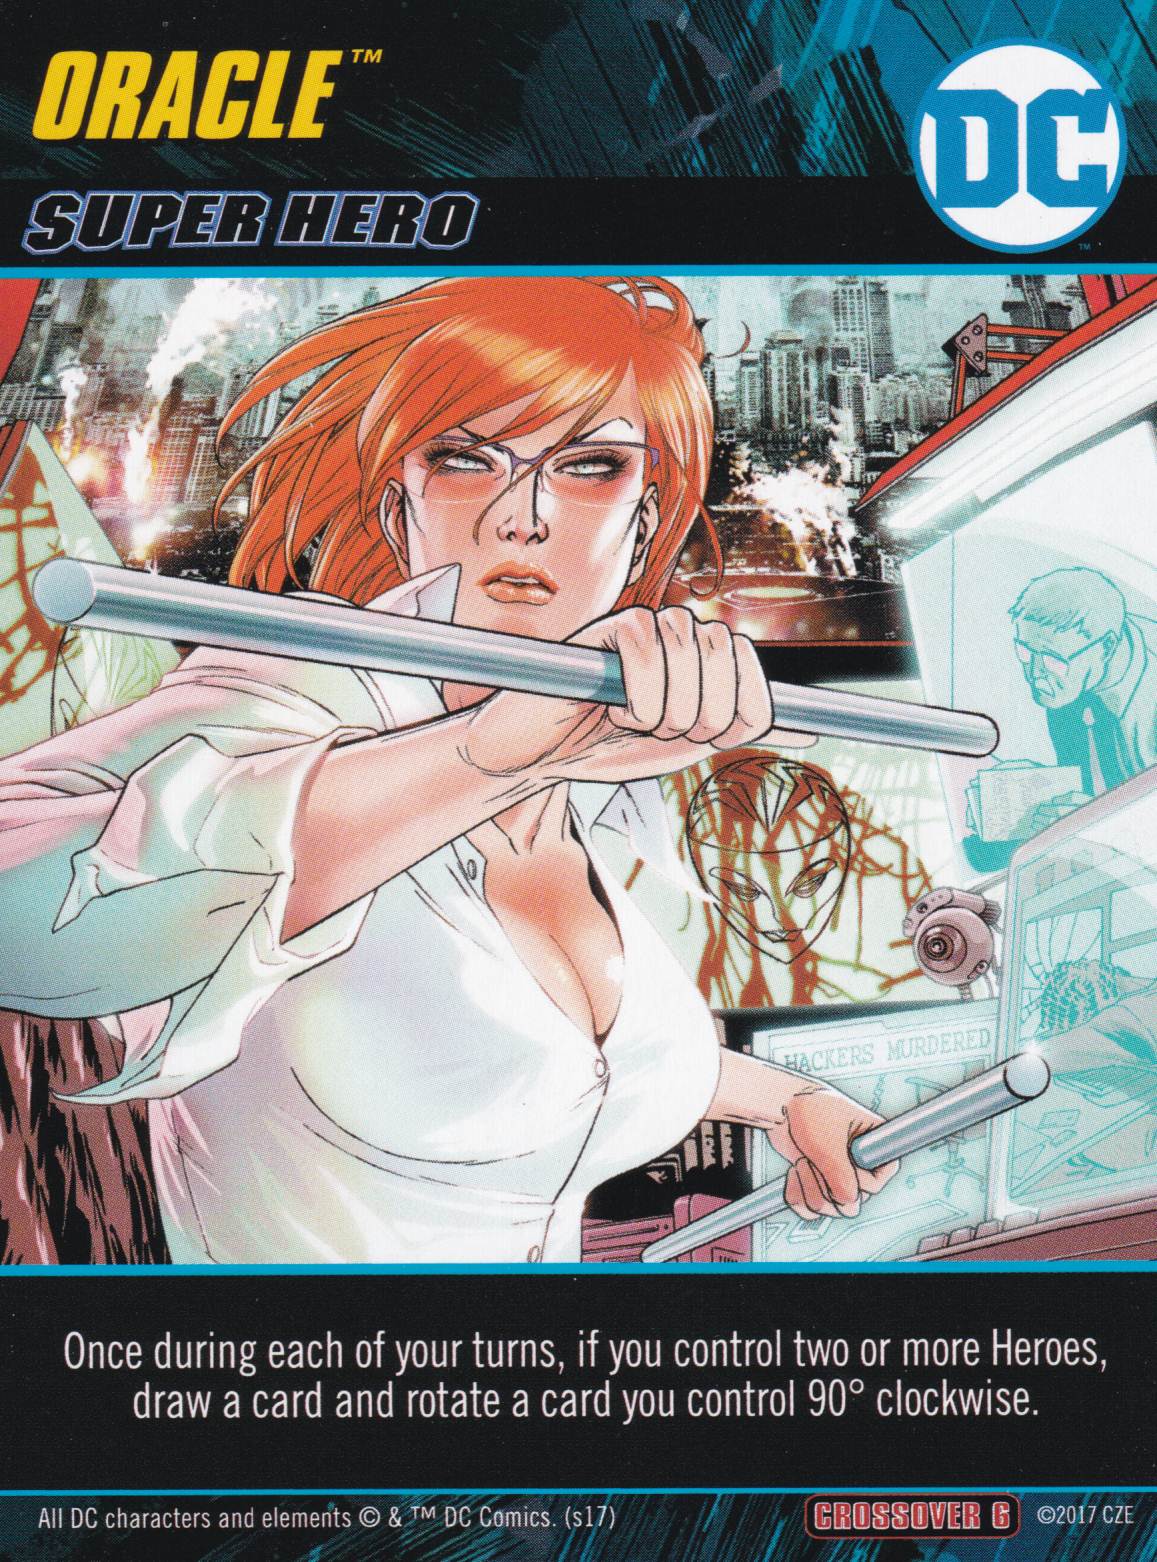 ORACLE™
DC™
SUPER HERO
HACKERS MURDERED
Once during each of your turns, if you control two or more Heroes,
draw a card and rotate a card you control 90° clockwise.
All DC characters and elements © & ™ DC Comics. (s17)
CROSSOVER 6
©2017 CZE